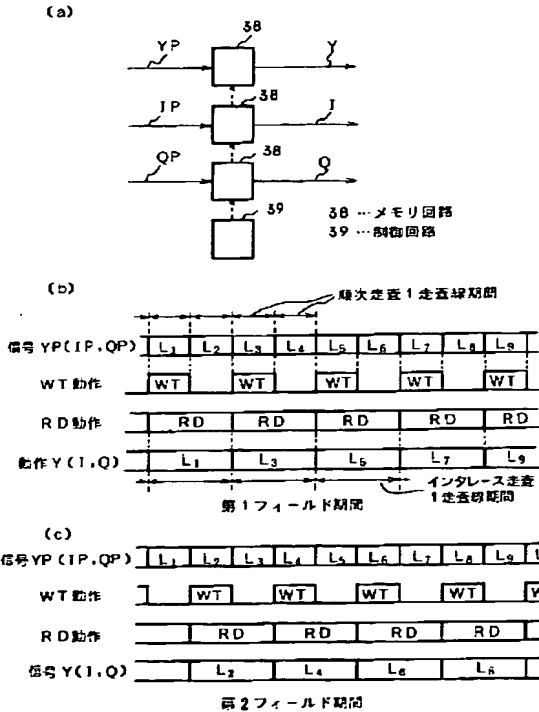 (a)
38
YP
Y
38
IP
I
38
QP
Q
39
38 … メモリ回路
39 … 制御回路
(b)
順次走査1走査線期間
信号YP(IP,QP) L1 L2 L3 L4 L5 L6 L7 L8 L9
WT動作 WT WT WT WT WT
RD動作 RD RD RD RD RD
動作Y(I,Q) L1 L3 L5 L7 L9
インタレース走査
1走査線期間
第1フィールド期間
(c)
信号YP(IP,QP) L1 L2 L3 L4 L5 L6 L7 L8 L9 L
WT動作 WT WT WT WT W
RD動作 RD RD RD RD
信号Y(I,Q) L2 L4 L6 L8
第2フィールド期間